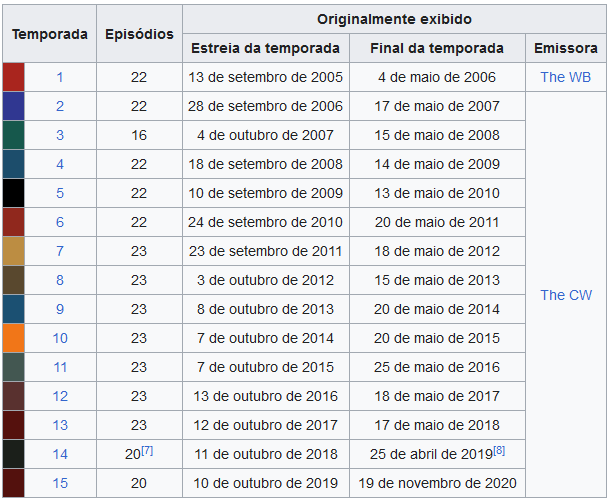 Temporada Episódios Originalmente exibido
Estreia da temporada Final da temporada Emissora
1 22 13 de setembro de 2005 4 de maio de 2006 The WB
2 22 28 de setembro de 2006 17 de maio de 2007
3 16 4 de outubro de 2007 15 de maio de 2008
4 22 18 de setembro de 2008 14 de maio de 2009
5 22 10 de setembro de 2009 13 de maio de 2010
6 22 24 de setembro de 2010 20 de maio de 2011
7 23 23 de setembro de 2011 18 de maio de 2012
8 23 3 de outubro de 2012 15 de maio de 2013
9 23 8 de outubro de 2013 20 de maio de 2014 The CW
10 23 7 de outubro de 2014 20 de maio de 2015
11 23 7 de outubro de 2015 25 de maio de 2016
12 23 13 de outubro de 2016 18 de maio de 2017
13 23 12 de outubro de 2017 17 de maio de 2018
14 20[7] 11 de outubro de 2018 25 de abril de 2019[8]
15 20 10 de outubro de 2019 19 de novembro de 2020